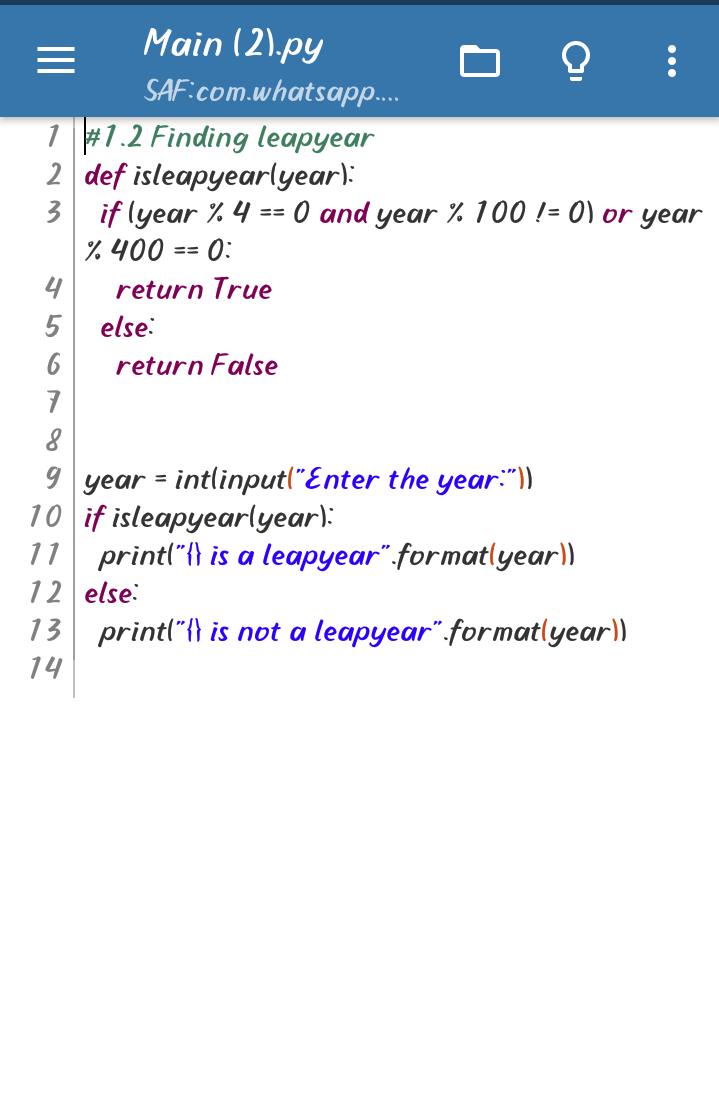 Main (2).py
SAF:com.whatsapp....
1 #1.2 Finding leapyear
2 def isleapyear(year):
3   if (year % 4 == 0 and year % 100 != 0) or year
% 400 == 0:
4     return True
5   else:
6     return False
7
8
9 year = int(input("Enter the year:"))
10 if isleapyear(year):
11   print("{} is a leapyear".format(year))
12 else:
13   print("{} is not a leapyear".format(year))
14